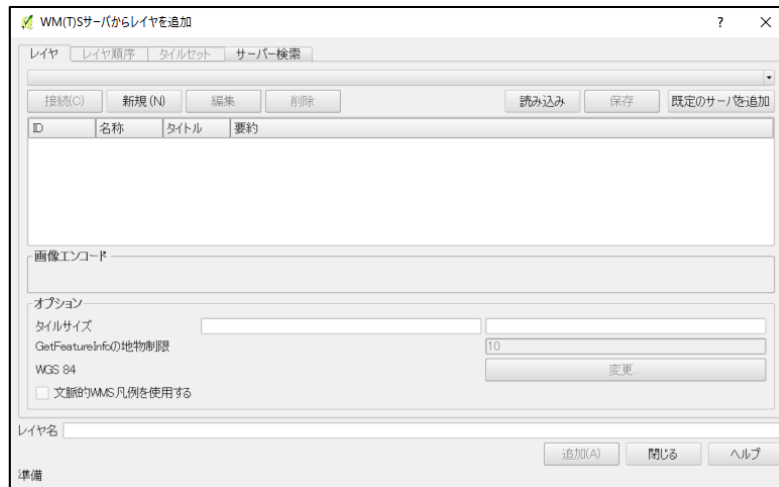 WM(T)Sサーバからレイヤを追加 ? ×
レイヤ レイヤ順序 タイルセット サーバー検索
接続(C) 新規(N) 編集 削除 読み込み 保存 既定のサーバを追加
ID 名称 タイトル 要約
画像エンコード
オプション
タイルサイズ
GetFeatureInfoの地物制限 10
WGS 84 変更...
文脈的WMS凡例を使用する
レイヤ名
追加(A) 閉じる ヘルプ
準備